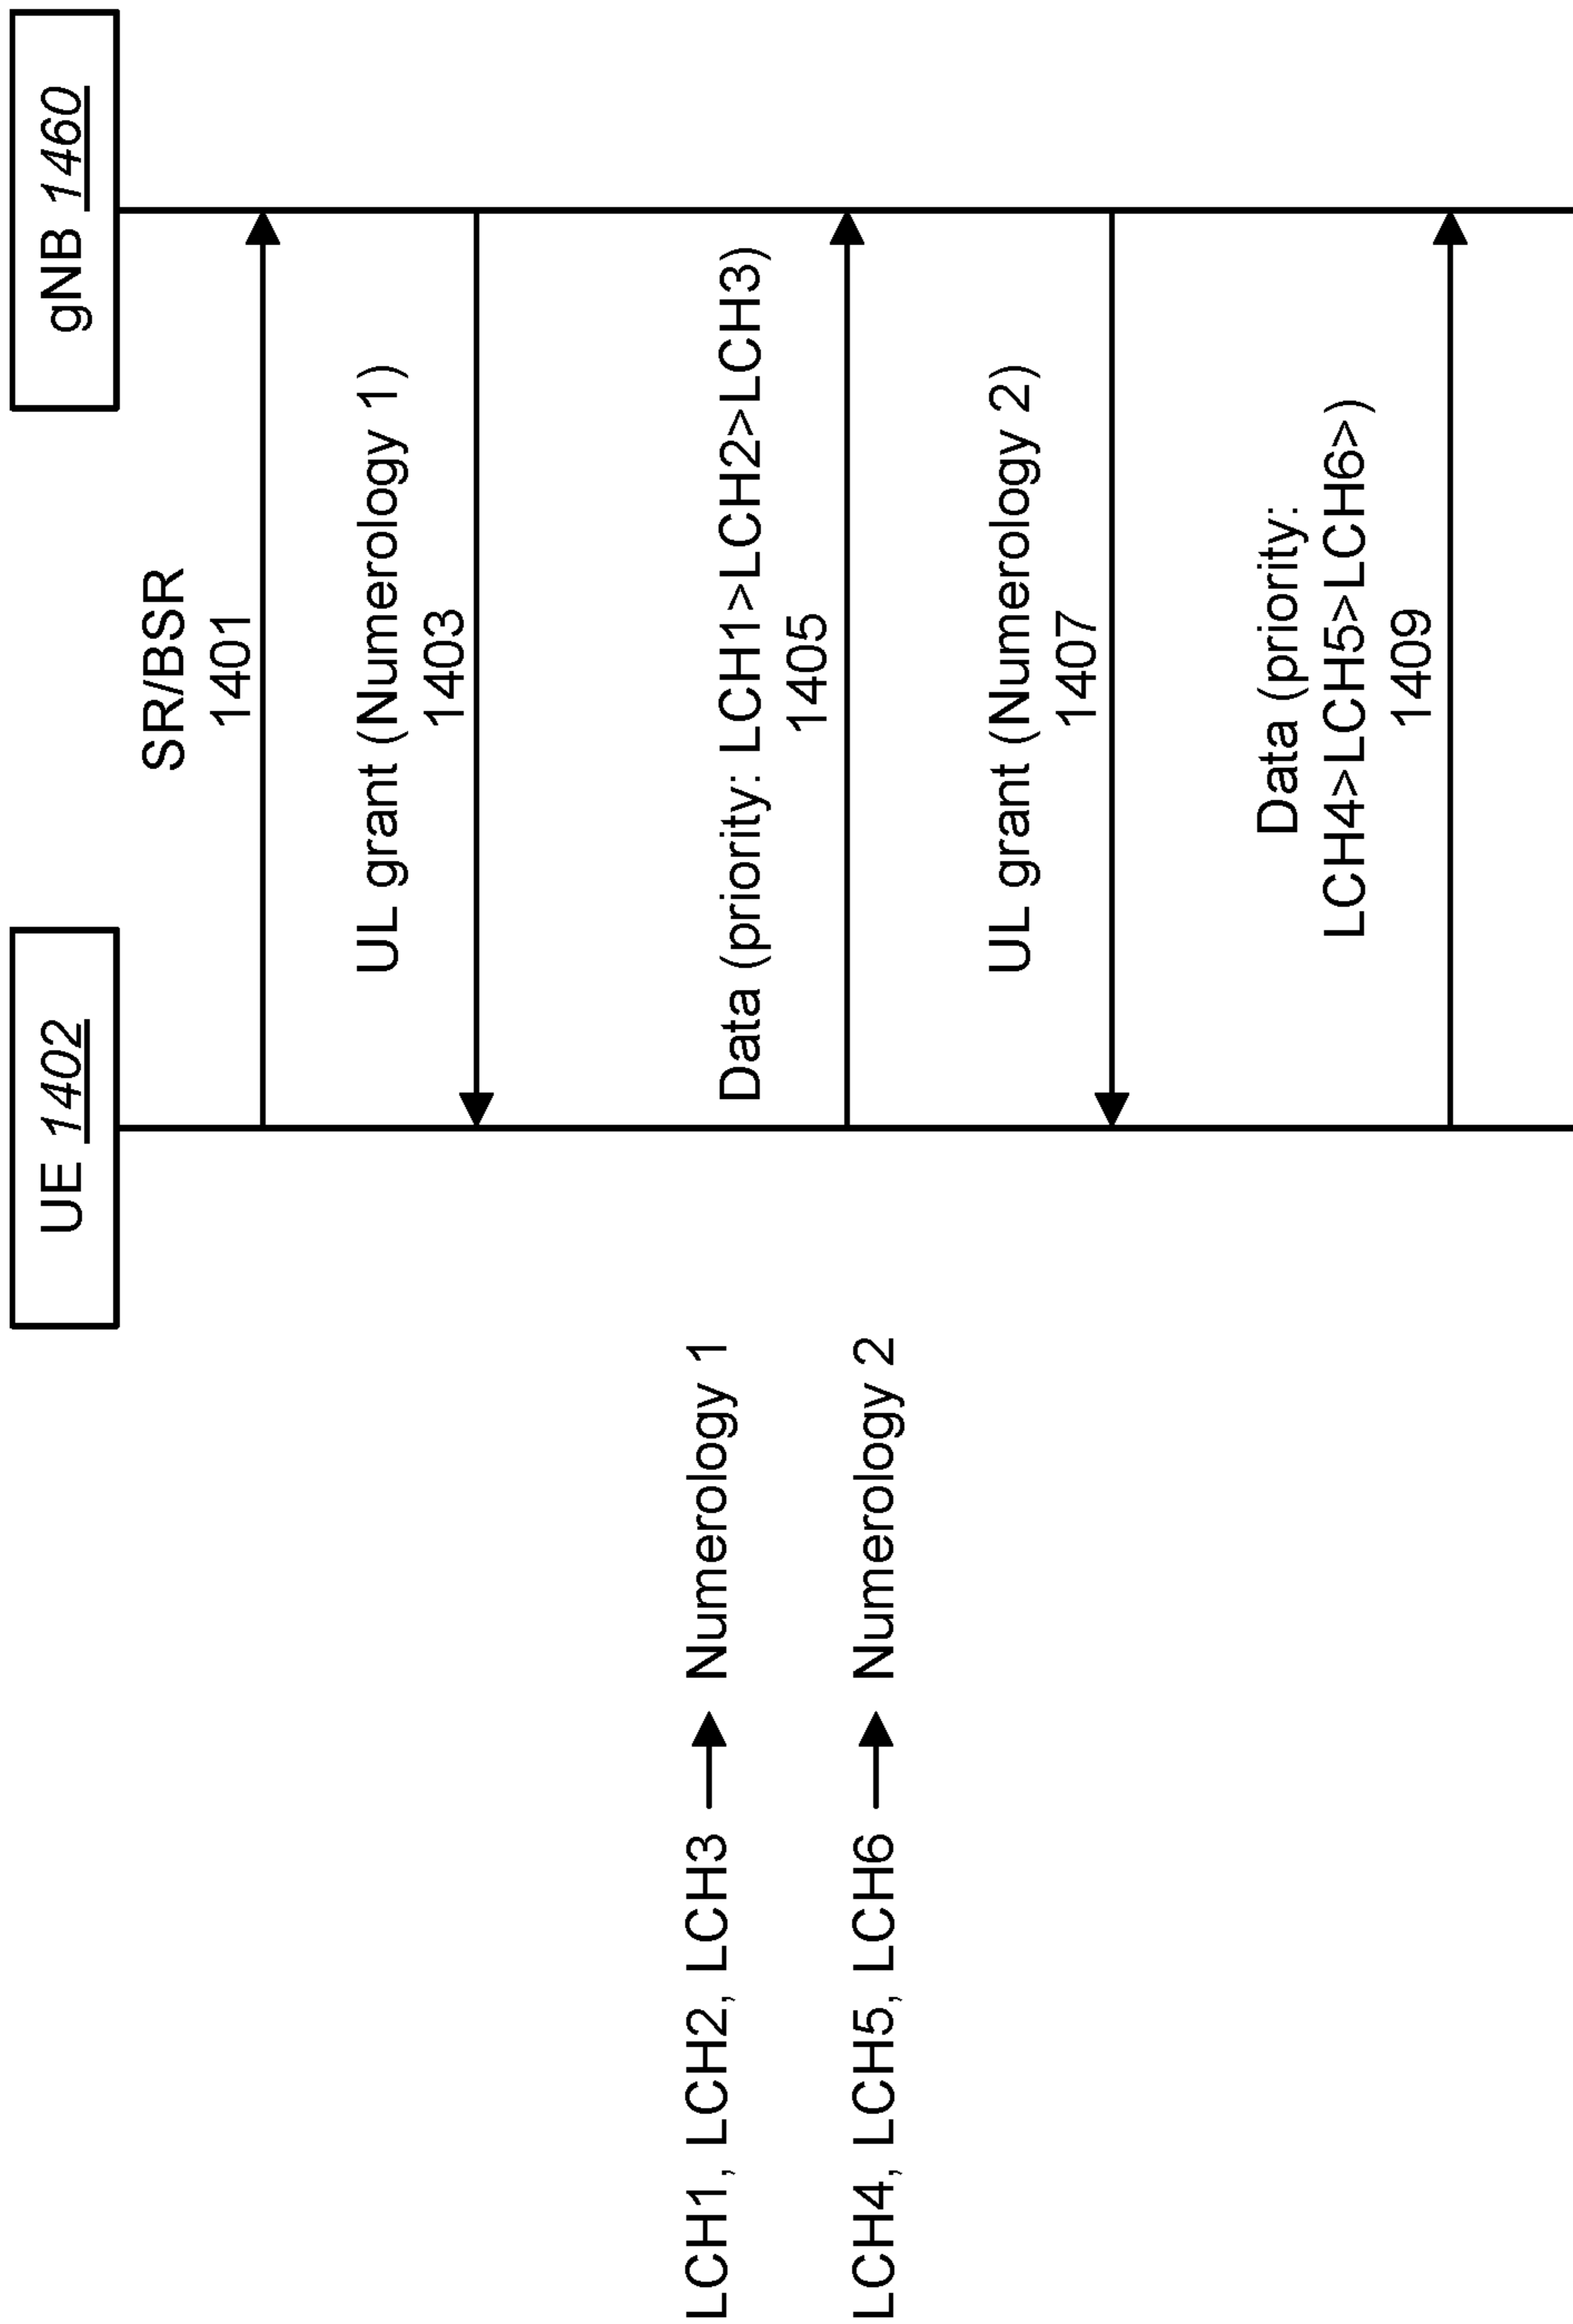 UE 1402
gNB 1460
SR/BSR
1401
UL grant (Numerology 1)
1403
LCH1, LCH2, LCH3 → Numerology 1
Data (priority: LCH1>LCH2>LCH3)
1405
LCH4, LCH5, LCH6 → Numerology 2
UL grant (Numerology 2)
1407
Data (priority:
LCH4>LCH5>LCH6>)
1409